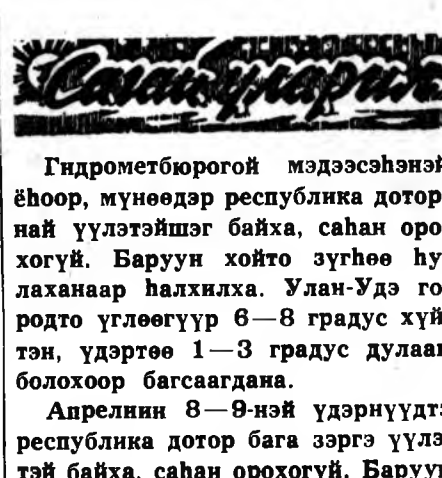 Саган уларил
Гидрометбюрогой мэдээсэһэнэй
ёһоор, мүнөөдэр республика дотор
най үүлэтэйшэг байха, саһан оро-
хогүй. Баруун хойто зүгһөө һу-
лаханаар һалхилха. Улан-Удэ го-
родто үглөөгүүр 6—8 градус хүй-
тэн, үдэртөө 1—3 градус дулаан
болохоор багсаагдана.
Апрелиин 8—9-нэй үдэрнүүдтэ
республика дотор бага зэргэ үүлэ-
тэй байха, саһан орохогүй. Баруун